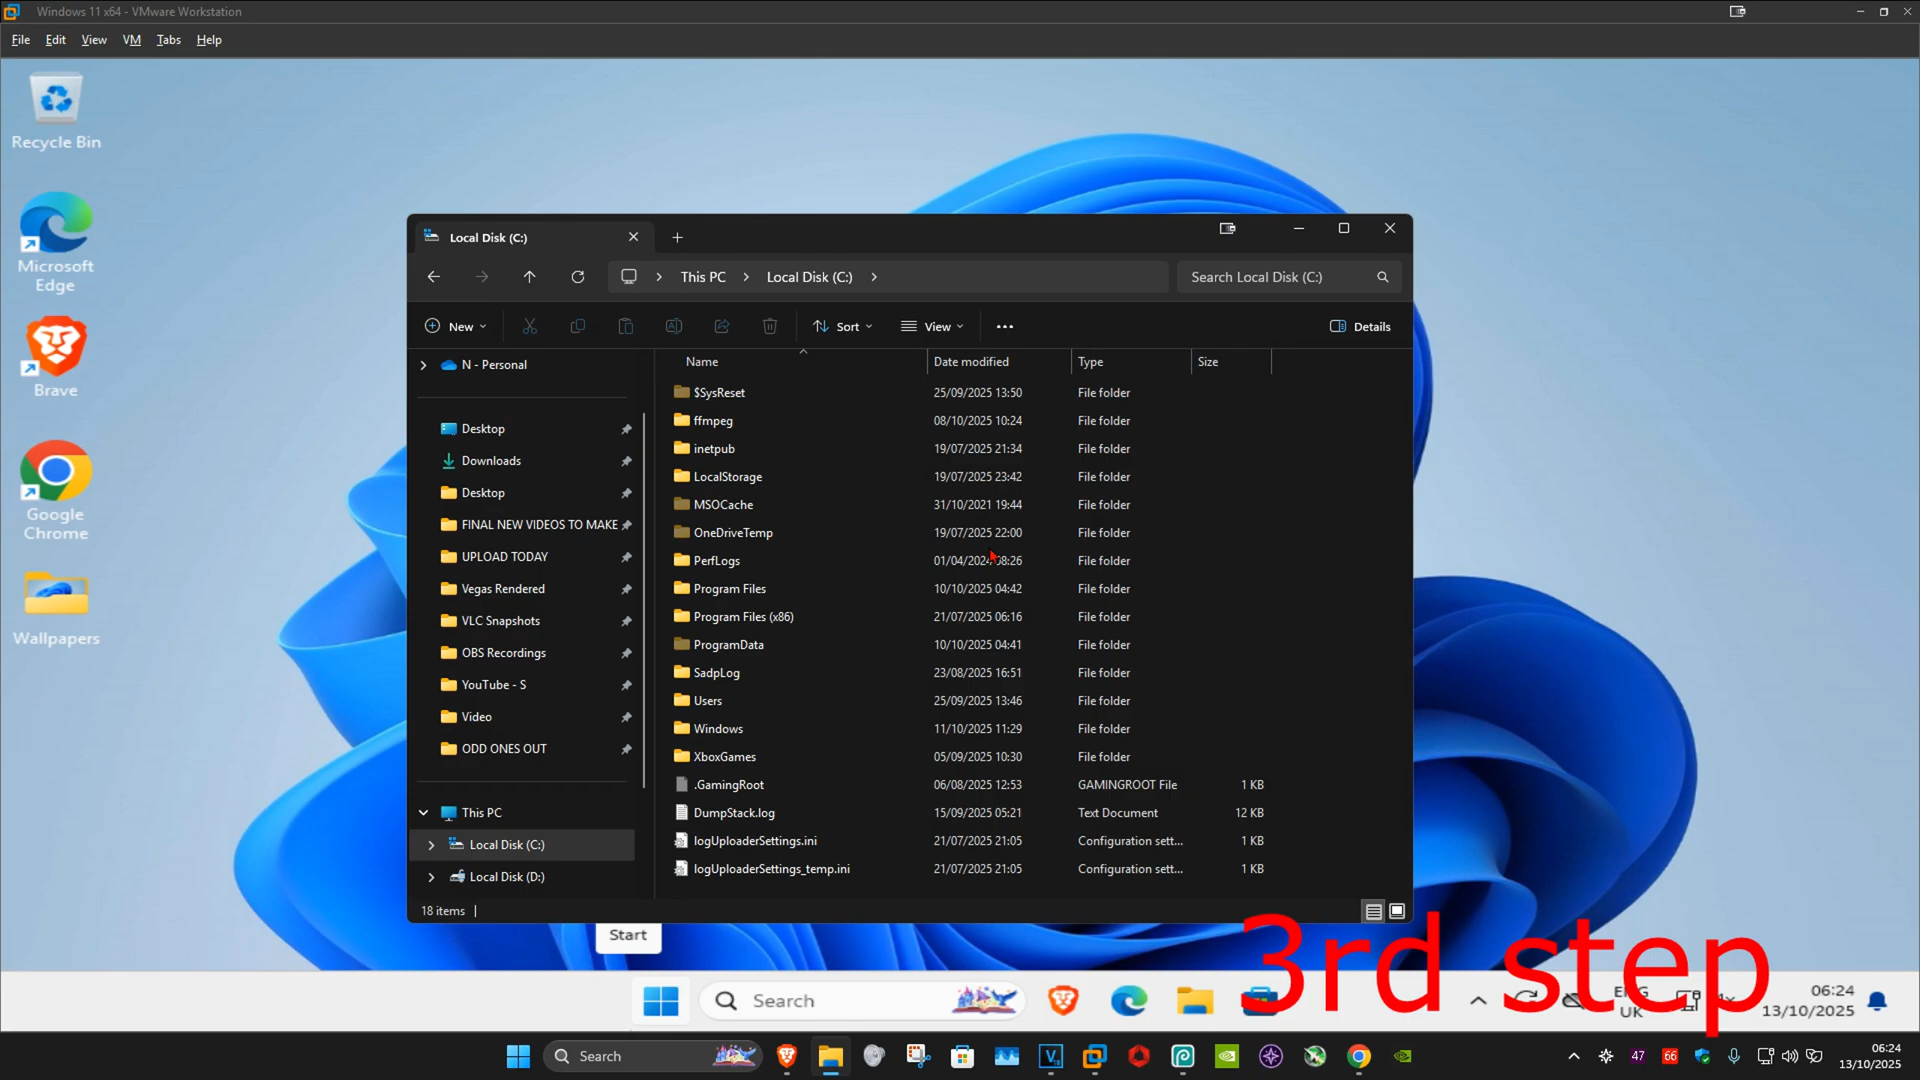 Windows 11 x64 - VMware Workstation
File Edit View VM Tabs Help
Recycle Bin
Microsoft
Edge
Brave
Google
Chrome
Wallpapers
Local Disk (C:)
This PC Local Disk (C:)
Search Local Disk (C:)
New
Sort
View
Details
N - Personal
Desktop
Downloads
Desktop
FINAL NEW VIDEOS TO MAKE
UPLOAD TODAY
Vegas Rendered
VLC Snapshots
OBS Recordings
YouTube - S
Video
ODD ONES OUT
This PC
Local Disk (C:)
Local Disk (D:)
Name Date modified Type Size
$SysReset 25/09/2025 13:50 File folder
ffmpeg 08/10/2025 10:24 File folder
inetpub 19/07/2025 21:34 File folder
LocalStorage 19/07/2025 23:42 File folder
MSOCache 31/10/2021 19:44 File folder
OneDriveTemp 19/07/2025 22:00 File folder
PerfLogs 01/04/2024 08:26 File folder
Program Files 10/10/2025 04:42 File folder
Program Files (x86) 21/07/2025 06:16 File folder
ProgramData 10/10/2025 04:41 File folder
SadpLog 23/08/2025 16:51 File folder
Users 25/09/2025 13:46 File folder
Windows 11/10/2025 11:29 File folder
XboxGames 05/09/2025 10:30 File folder
.GamingRoot 06/08/2025 12:53 GAMINGROOT File 1 KB
DumpStack.log 15/09/2025 05:21 Text Document 12 KB
logUploaderSettings.ini 21/07/2025 21:05 Configuration sett... 1 KB
logUploaderSettings_temp.ini 21/07/2025 21:05 Configuration sett... 1 KB
18 items
Start
3rd step
Search
ENG
UK
06:24
13/10/2025
Search
47
66
06:24
13/10/2025